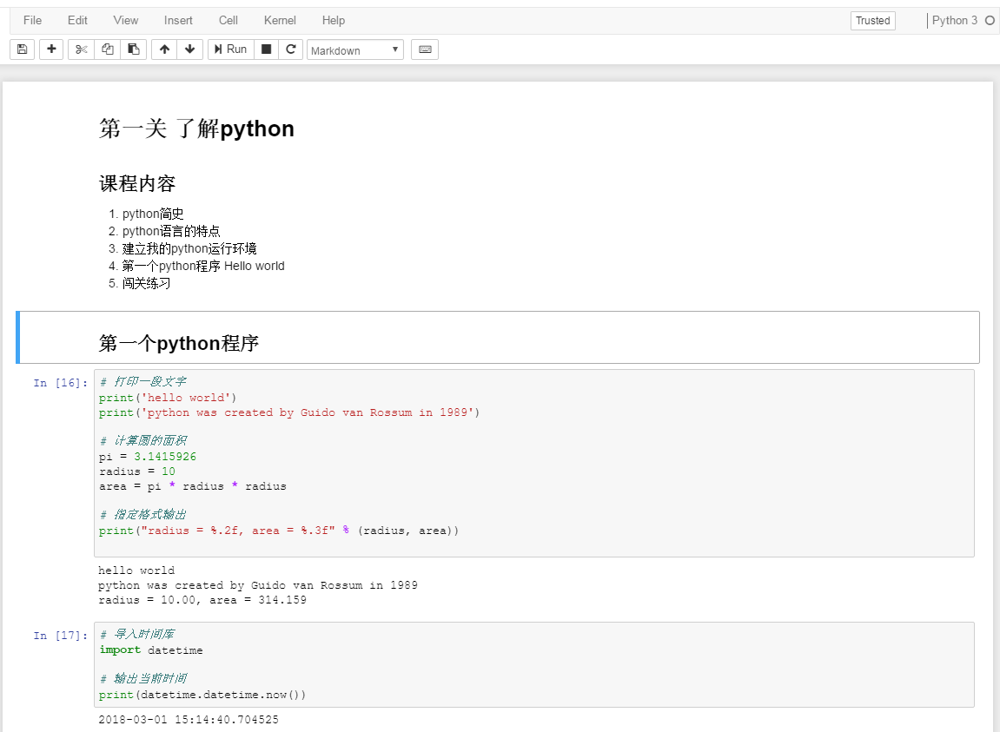 File Edit View Insert Cell Kernel Help Trusted Python 3
Run Markdown
第一关 了解python
课程内容
1. python简史
2. python语言的特点
3. 建立我的python运行环境
4. 第一个python程序 Hello world
5. 闯关练习
第一个python程序
In [16]:
# 打印一段文字
print('hello world')
print('python was created by Guido van Rossum in 1989')
# 计算圆的面积
pi = 3.1415926
radius = 10
area = pi * radius * radius
# 指定格式输出
print("radius = %.2f, area = %.3f" % (radius, area))
hello world
python was created by Guido van Rossum in 1989
radius = 10.00, area = 314.159
In [17]:
# 导入时间库
import datetime
# 输出当前时间
print(datetime.datetime.now())
2018-03-01 15:14:40.704525